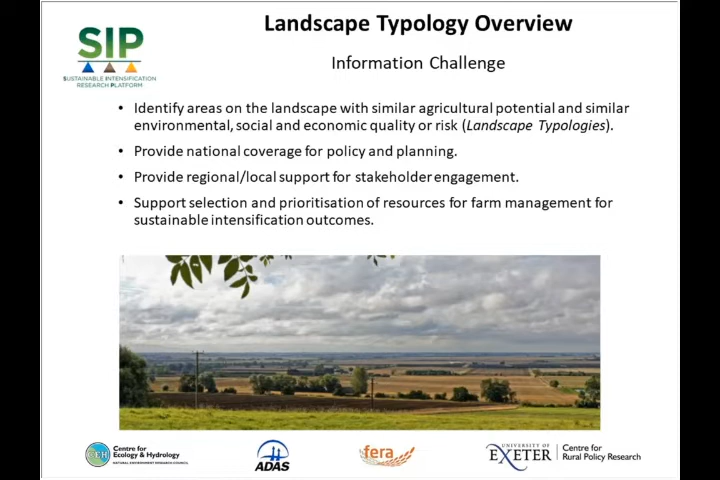 Landscape Typology Overview
SIP
SUSTAINABLE INTENSIFICATION
RESEARCH PLATFORM
Information Challenge
• Identify areas on the landscape with similar agricultural potential and similar
environmental, social and economic quality or risk (Landscape Typologies).
• Provide national coverage for policy and planning.
• Provide regional/local support for stakeholder engagement.
• Support selection and prioritisation of resources for farm management for
sustainable intensification outcomes.
CEH
Centre for
Ecology & Hydrology
NATURAL ENVIRONMENT RESEARCH COUNCIL
ADAS
fera
UNIVERSITY OF
EXETER
Centre for
Rural Policy Research